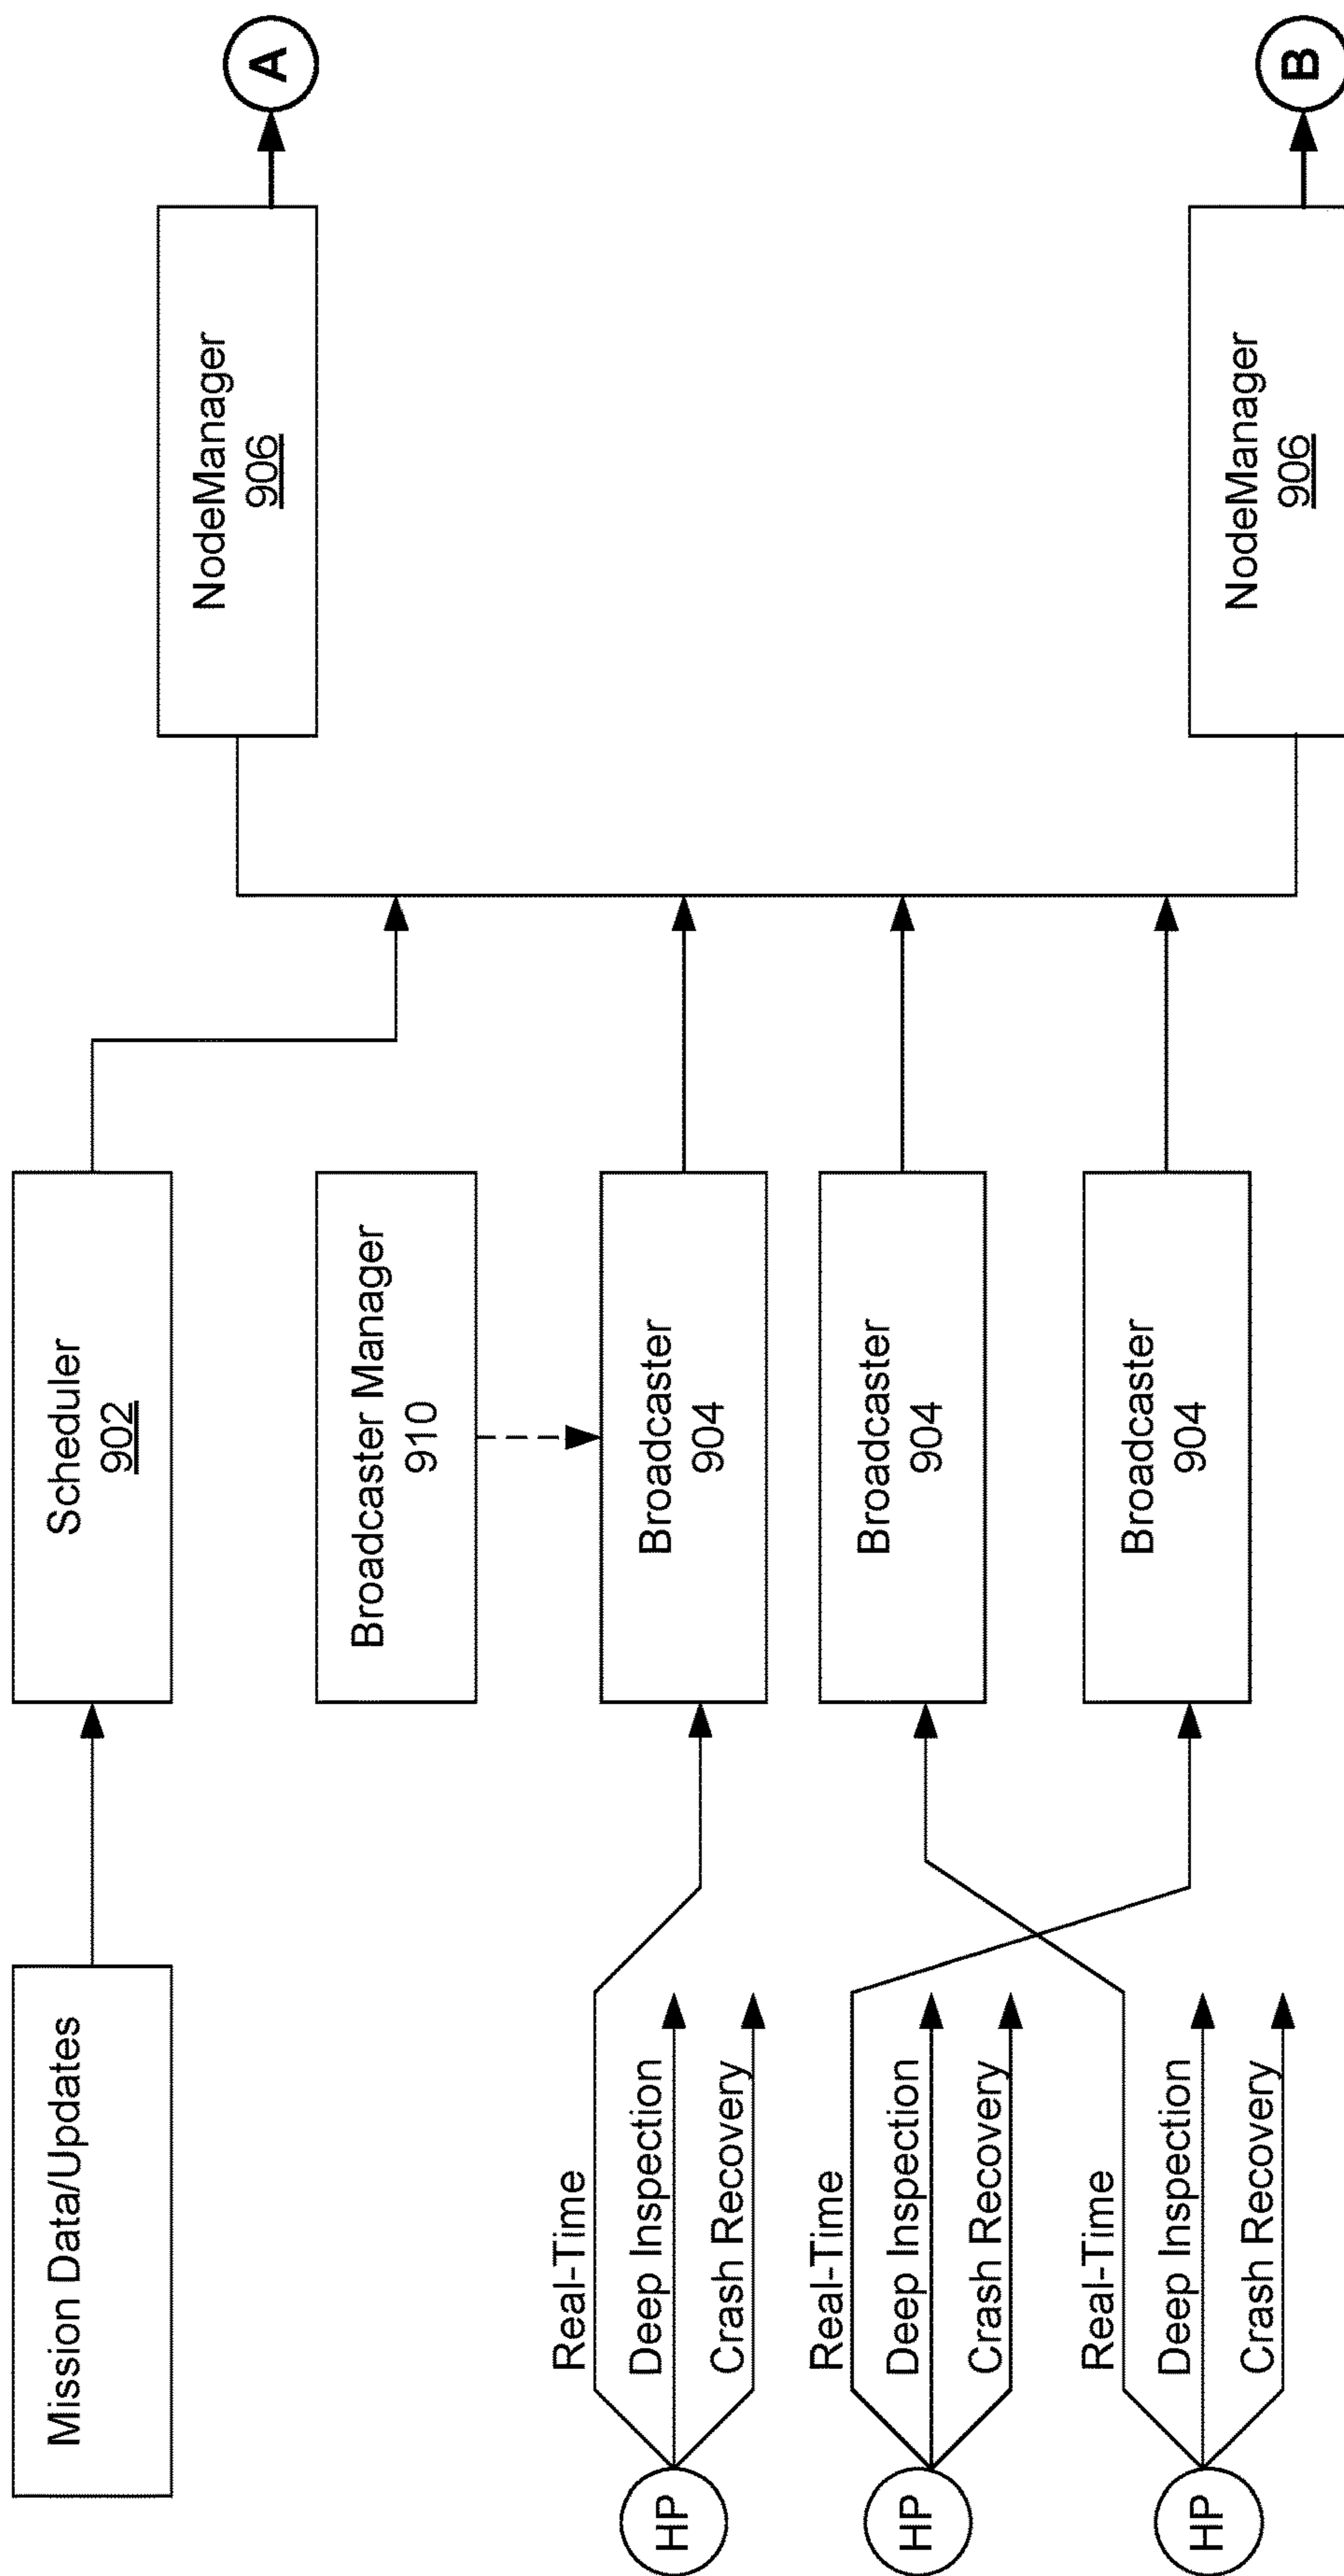 Mission Data/Updates
Scheduler
902
Broadcaster Manager
910
NodeManager
906
A
HP
Real-Time
Deep Inspection
Crash Recovery
Broadcaster
904
HP
Real-Time
Deep Inspection
Crash Recovery
Broadcaster
904
HP
Real-Time
Deep Inspection
Crash Recovery
Broadcaster
904
NodeManager
906
B